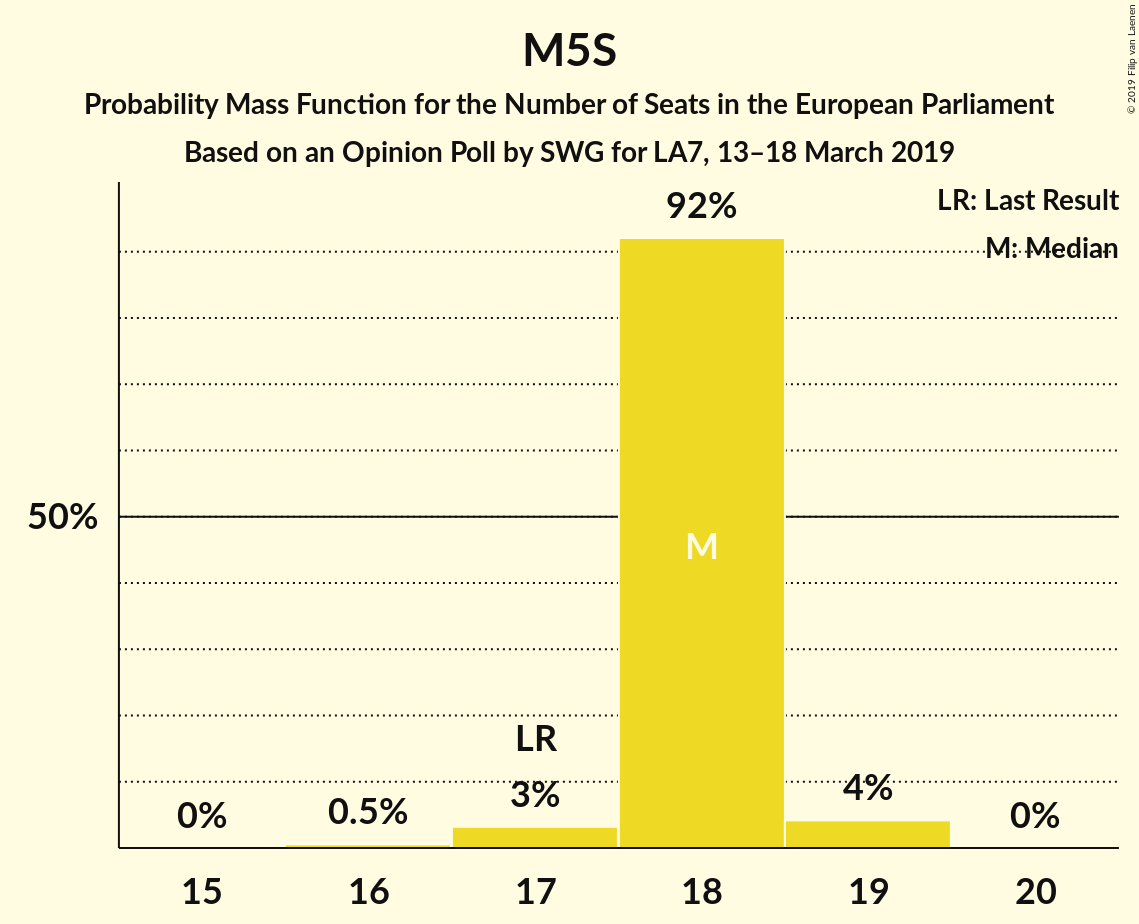 M5S
Probability Mass Function for the Number of Seats in the European Parliament
Based on an Opinion Poll by SWG for LA7, 13–18 March 2019
© 2019 Filip van Laenen
LR: Last Result
M: Median
92%
50%
M
LR
0%
0.5%
3%
4%
0%
15
16
17
18
19
20